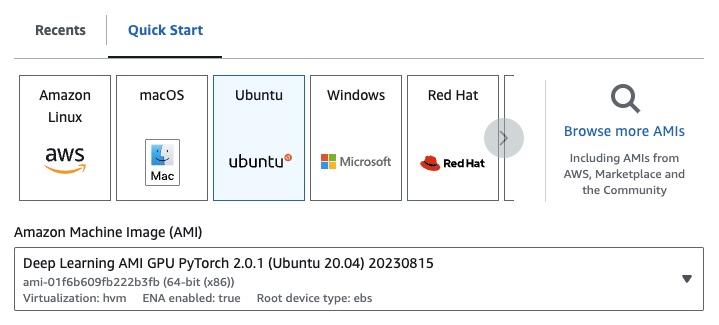 Recents
Quick Start
Amazon
Linux
aws
macOS
Mac
Ubuntu
ubuntu
Windows
Microsoft
Red Hat
Red Hat
Browse more AMIs
Including AMIs from
AWS, Marketplace and
the Community
Amazon Machine Image (AMI)
Deep Learning AMI GPU PyTorch 2.0.1 (Ubuntu 20.04) 20230815
ami-01f6b609fb222b3fb (64-bit (x86))
Virtualization: hvm ENA enabled: true Root device type: ebs